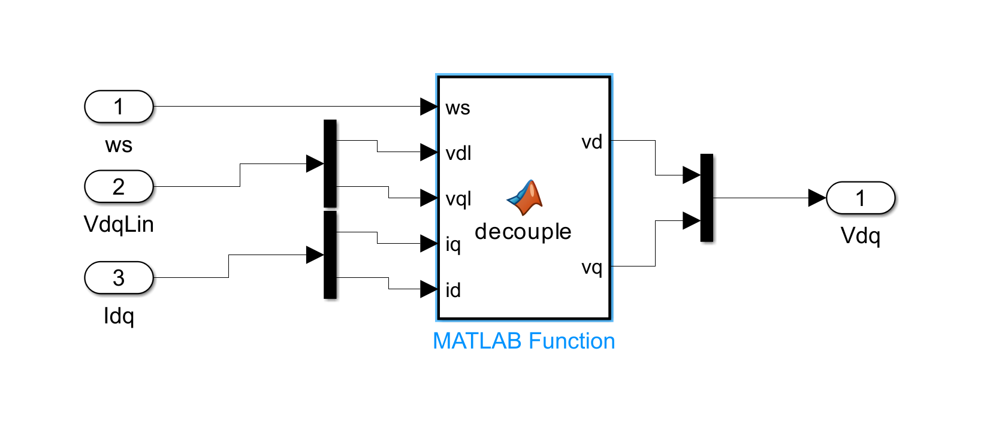 1
ws
2
VdqLin
3
Idq
ws
vdl
vql
iq
id
decouple
vd
vq
MATLAB Function
1
Vdq